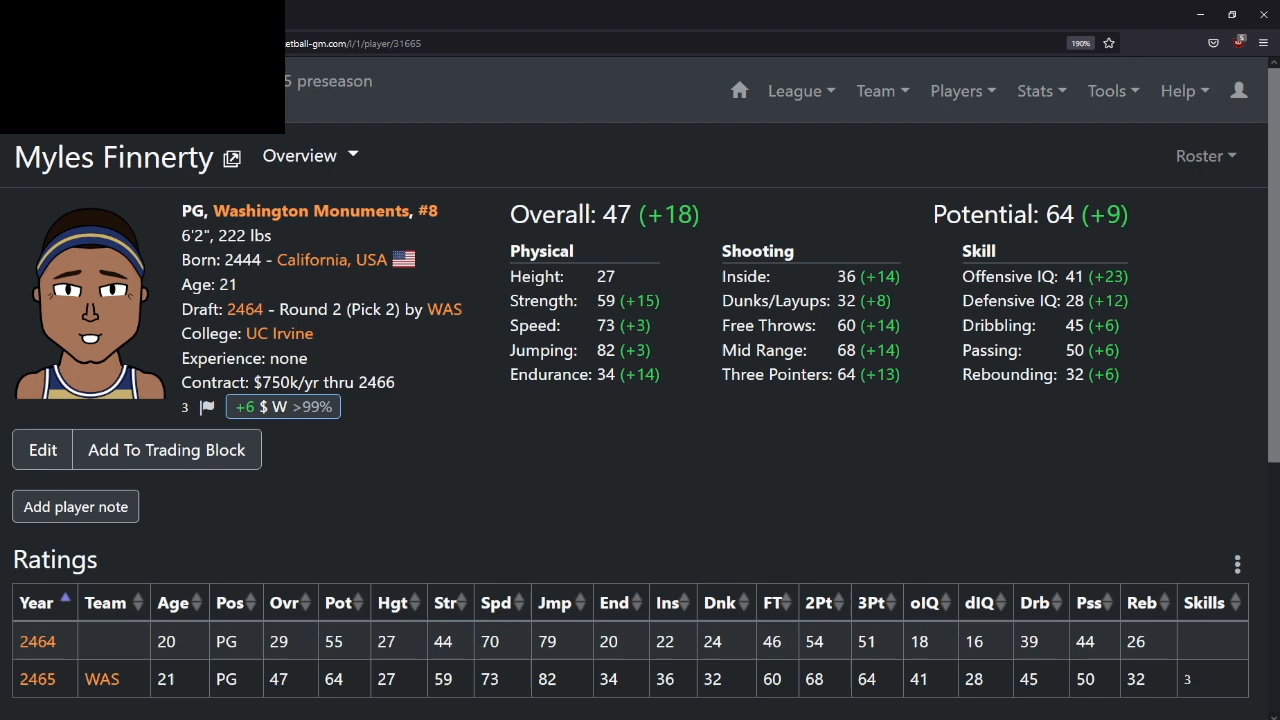 etball-gm.com/l/1/player/31665
190%
5
5 preseason
League Team Players Stats Tools Help
Myles Finnerty Overview Roster
PG, Washington Monuments, #8
6'2", 222 lbs
Born: 2444 - California, USA
Age: 21
Draft: 2464 - Round 2 (Pick 2) by WAS
College: UC Irvine
Experience: none
Contract: $750k/yr thru 2466
3 +6 $ W >99%
Overall: 47 (+18)
Physical
Height: 27
Strength: 59 (+15)
Speed: 73 (+3)
Jumping: 82 (+3)
Endurance: 34 (+14)
Shooting
Inside: 36 (+14)
Dunks/Layups: 32 (+8)
Free Throws: 60 (+14)
Mid Range: 68 (+14)
Three Pointers: 64 (+13)
Potential: 64 (+9)
Skill
Offensive IQ: 41 (+23)
Defensive IQ: 28 (+12)
Dribbling: 45 (+6)
Passing: 50 (+6)
Rebounding: 32 (+6)
Edit Add To Trading Block
Add player note
Ratings
Year Team Age Pos Ovr Pot Hgt Str Spd Jmp End Ins Dnk FT 2Pt 3Pt oIQ dIQ Drb Pss Reb Skills
2464 20 PG 29 55 27 44 70 79 20 22 24 46 54 51 18 16 39 44 26
2465 WAS 21 PG 47 64 27 59 73 82 34 36 32 60 68 64 41 28 45 50 32 3